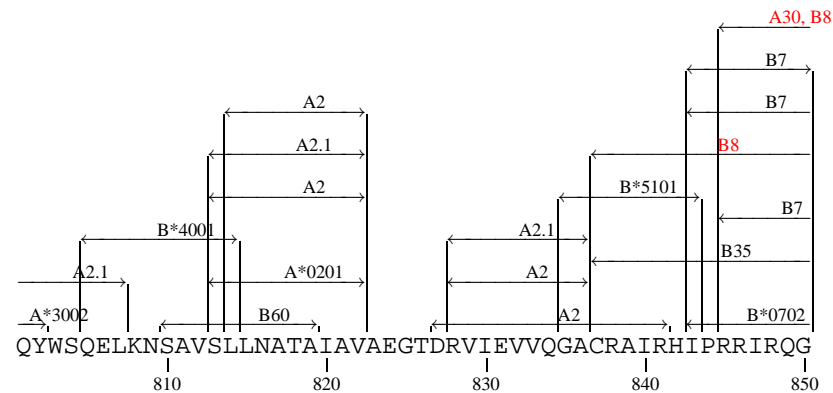 A30, B8
B7
A2 B7
A2.1 B8
A2 B*5101
B7
B*4001 A2.1
B35
A2.1 A*0201 A2
A*3002 B60 A2 B*0702
QYWSQELKNSAVSLLNATAIAVAEGTDRVIEVVQGACRAIRHIPRRIRQG
810 820 830 840 850